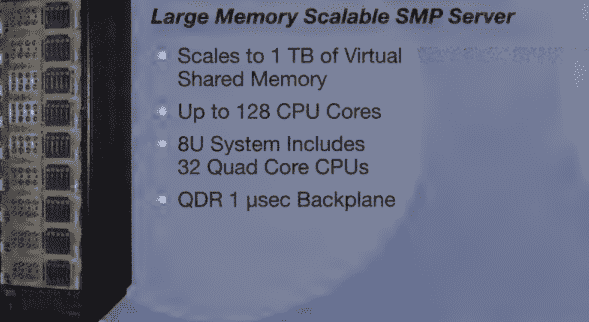 Large Memory Scalable SMP Server
Scales to 1 TB of Virtual
Shared Memory
Up to 128 CPU Cores
8U System Includes
32 Quad Core CPUs
QDR 1 µsec Backplane